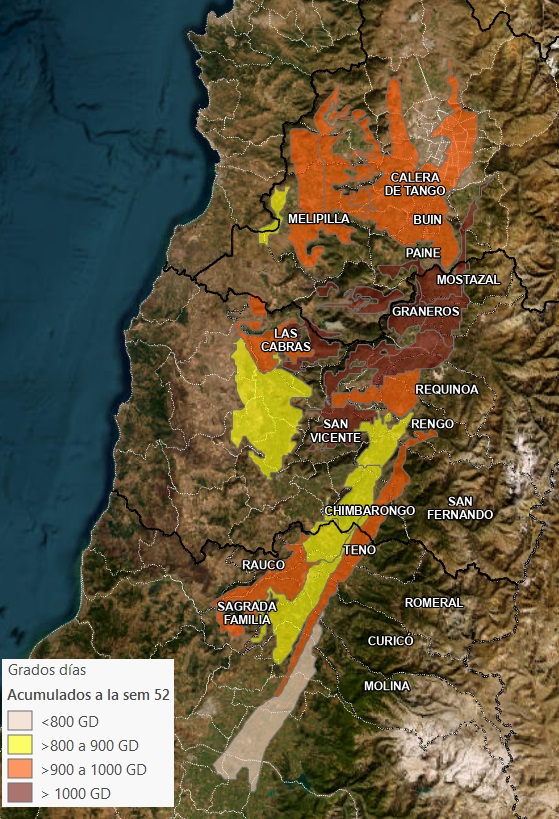 CALERA
DE TANGO
MELIPILLA
BUIN
PAINE
MOSTAZAL
GRANEROS
LAS
CABRAS
REQUINOA
SAN
VICENTE
RENGO
SAN
FERNANDO
CHIMBARONGO
TENO
RAUCO
ROMERAL
SAGRADA
FAMILIA
CURICÓ
MOLINA
Grados días
Acumulados a la sem 52
<800 GD
>800 a 900 GD
>900 a 1000 GD
> 1000 GD